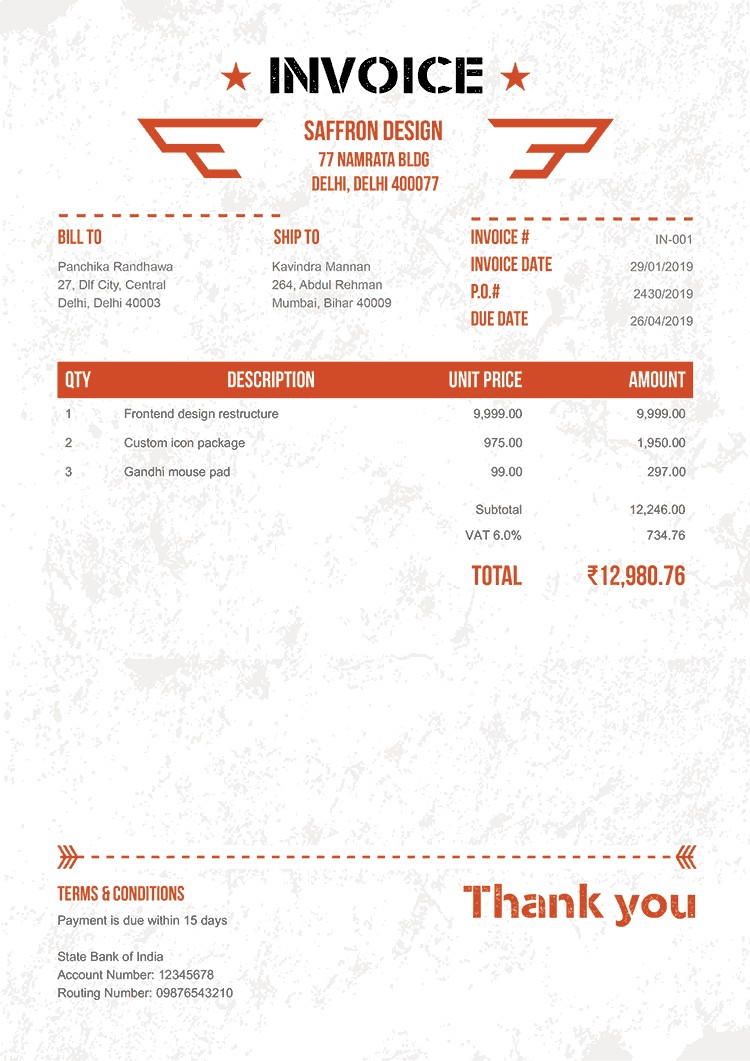 INVOICE
SAFFRON DESIGN
77 NAMRATA BLDG
DELHI, DELHI 400077
BILL TO
Panchika Randhawa
27, Dlf City, Central
Delhi, Delhi 40003
SHIP TO
Kavindra Mannan
264, Abdul Rehman
Mumbai, Bihar 40009
INVOICE # IN-001
INVOICE DATE 29/01/2019
P.O.# 2430/2019
DUE DATE 26/04/2019
QTY DESCRIPTION UNIT PRICE AMOUNT
1 Frontend design restructure 9,999.00 9,999.00
2 Custom icon package 975.00 1,950.00
3 Gandhi mouse pad 99.00 297.00
Subtotal 12,246.00
VAT 6.0% 734.76
TOTAL ₹12,980.76
TERMS & CONDITIONS
Payment is due within 15 days
State Bank of India
Account Number: 12345678
Routing Number: 09876543210
Thank you